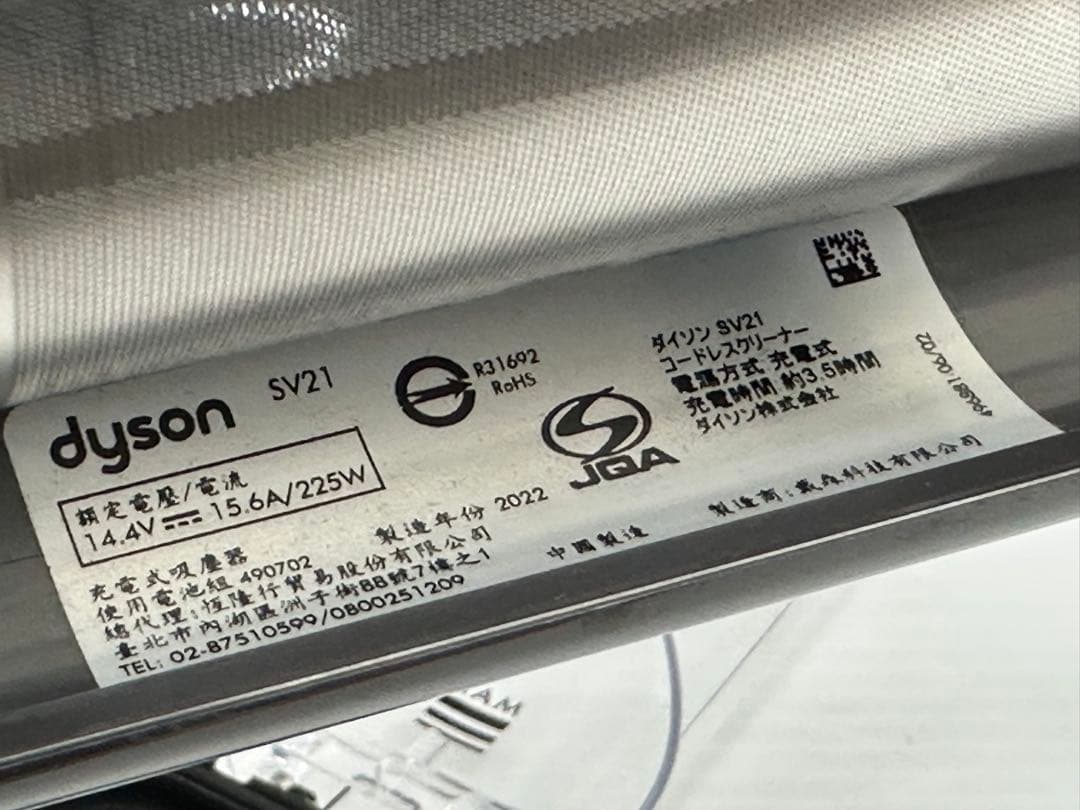 dyson
SV21
額定電壓/電流
14.4V 15.6A/225W
R31692
RoHS
JQA
ダイソン SV21
コードレスクリーナー
電源方式 充電式
充電時間 約3.5時間
ダイソン株式会社
充電式吸塵器
使用電池組 490702 製造年份 2022
總代理:恆隆行貿易股份有限公司
臺北市內湖區洲子街88號7樓之1
TEL: 02-87510599/0800251209
中國製造
製造商:戴森科技有限公司
06/02